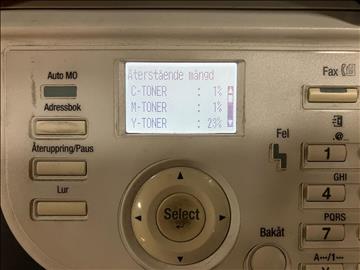 Återstående mängd
C-TONER : 1%
M-TONER : 1%
Y-TONER : 23%
Auto MO
Adressbok
Återuppring/Paus
Lur
Select
Fax
Fel
1
GHI
4
PQRS
7
Bakåt
A···/1···